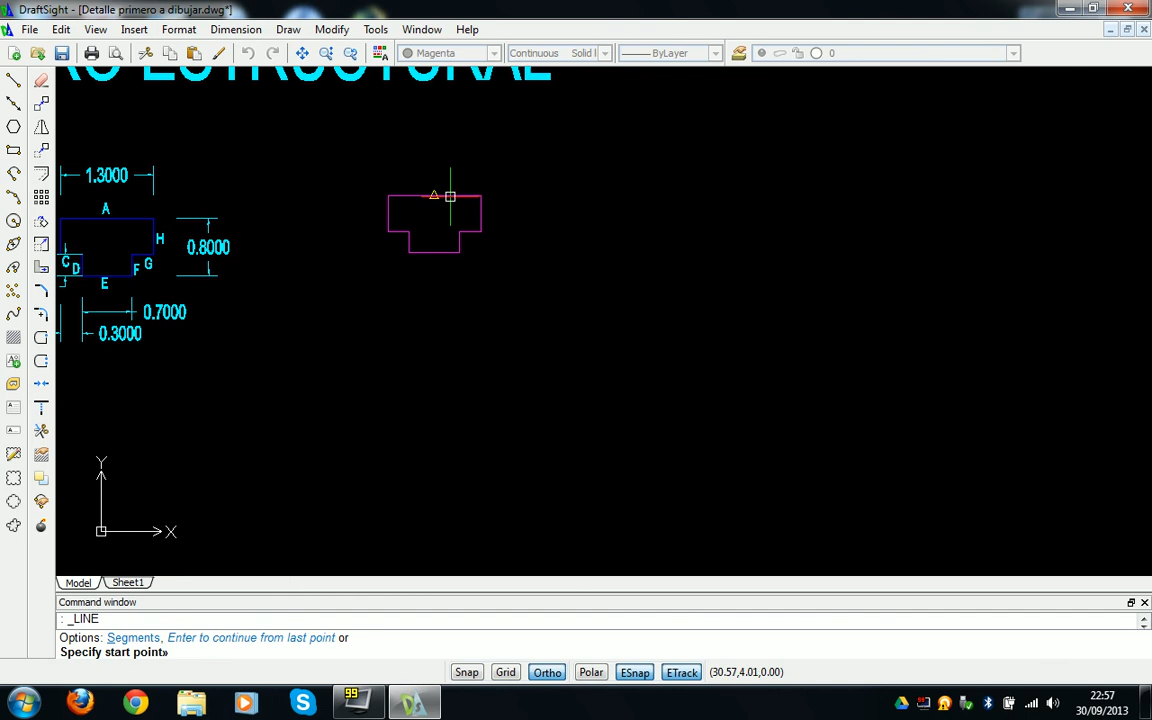 DraftSight - [Detalle primero a dibujar.dwg*]
File Edit View Insert Format Dimension Draw Modify Tools Window Help
Magenta Continuous Solid l ByLayer 0
ESTRUCTURAL
1.3000
A
H
0.8000
C D F G
E
0.7000
0.3000
Y
X
Model Sheet1
Command window
: _LINE
Options: Segments, Enter to continue from last point or
Specify start point»
Snap Grid Ortho Polar ESnap ETrack (30.57,4.01,0.00)
99
22:57
30/09/2013